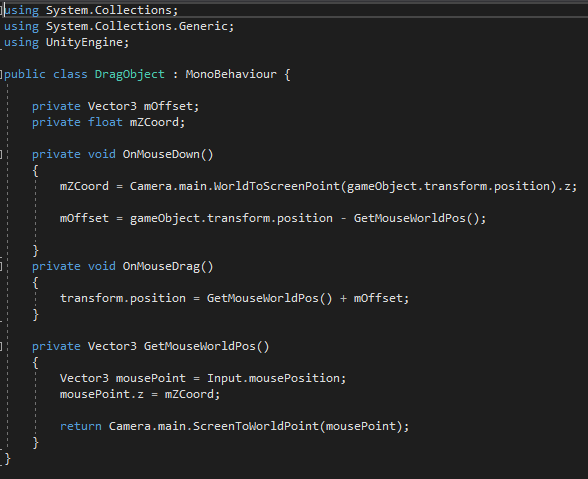 using System.Collections;
using System.Collections.Generic;
using UnityEngine;
public class DragObject : MonoBehaviour {
private Vector3 mOffset;
private float mZCoord;
private void OnMouseDown()
{
mZCoord = Camera.main.WorldToScreenPoint(gameObject.transform.position).z;
mOffset = gameObject.transform.position - GetMouseWorldPos();
}
private void OnMouseDrag()
{
transform.position = GetMouseWorldPos() + mOffset;
}
private Vector3 GetMouseWorldPos()
{
Vector3 mousePoint = Input.mousePosition;
mousePoint.z = mZCoord;
return Camera.main.ScreenToWorldPoint(mousePoint);
}
}